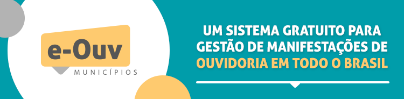 e-Ouv
MUNICÍPIOS
UM SISTEMA GRATUITO PARA
GESTÃO DE MANIFESTAÇÕES DE
OUVIDORIA EM TODO O BRASIL